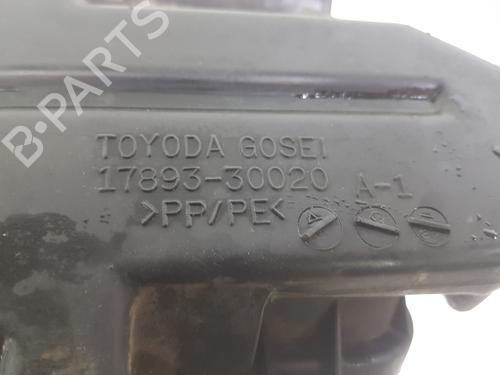 B-PARTS
TOYODA GOSEI
17893-30020 A-1
>PP/PE<